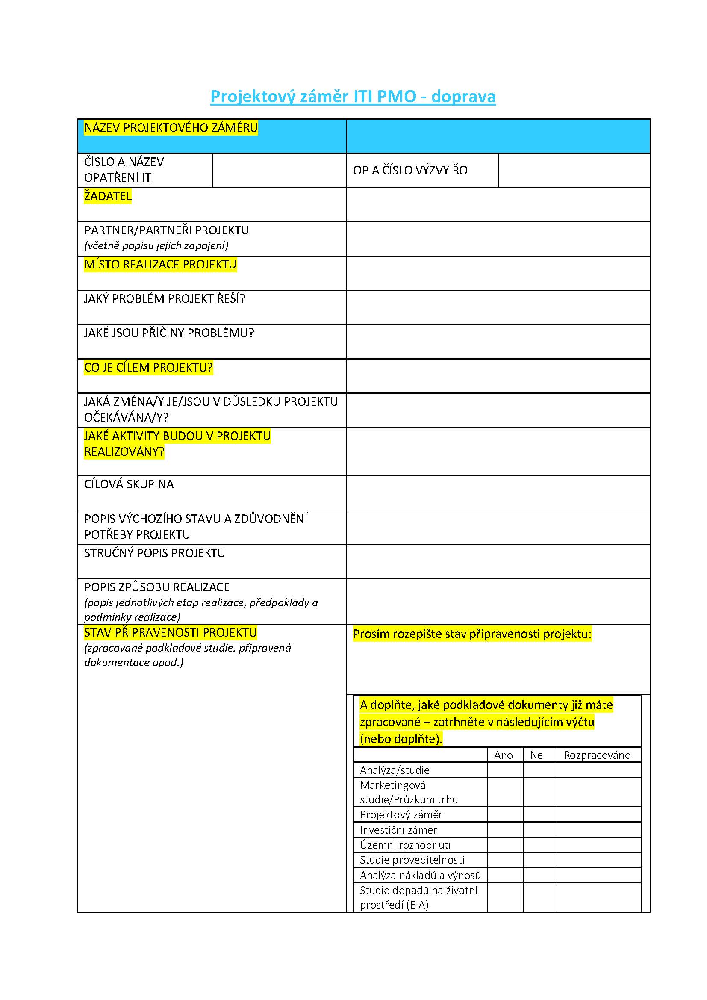 Projektový záměr ITI PMO - doprava
NÁZEV PROJEKTOVÉHO ZÁMĚRU
ČÍSLO A NÁZEV
OPATŘENÍ ITI
OP A ČÍSLO VÝZVY ŘO
ŽADATEL
PARTNER/PARTNEŘI PROJEKTU
(včetně popisu jejich zapojení)
MÍSTO REALIZACE PROJEKTU
JAKÝ PROBLÉM PROJEKT ŘEŠÍ?
JAKÉ JSOU PŘÍČINY PROBLÉMU?
CO JE CÍLEM PROJEKTU?
JAKÁ ZMĚNA/Y JE/JSOU V DŮSLEDKU PROJEKTU
OČEKÁVÁNA/Y?
JAKÉ AKTIVITY BUDOU V PROJEKTU
REALIZOVÁNY?
CÍLOVÁ SKUPINA
POPIS VÝCHOZÍHO STAVU A ZDŮVODNĚNÍ
POTŘEBY PROJEKTU
STRUČNÝ POPIS PROJEKTU
POPIS ZPŮSOBU REALIZACE
(popis jednotlivých etap realizace, předpoklady a
podmínky realizace)
STAV PŘIPRAVENOSTI PROJEKTU
(zpracované podkladové studie, připravená
dokumentace apod.)
Prosím rozepište stav připravenosti projektu:
A doplňte, jaké podkladové dokumenty již máte
zpracované – zatrhněte v následujícím výčtu
(nebo doplňte).
Ano Ne Rozpracováno
Analýza/studie
Marketingová
studie/Průzkum trhu
Projektový záměr
Investiční záměr
Územní rozhodnutí
Studie proveditelnosti
Analýza nákladů a výnosů
Studie dopadů na životní
prostředí (EIA)